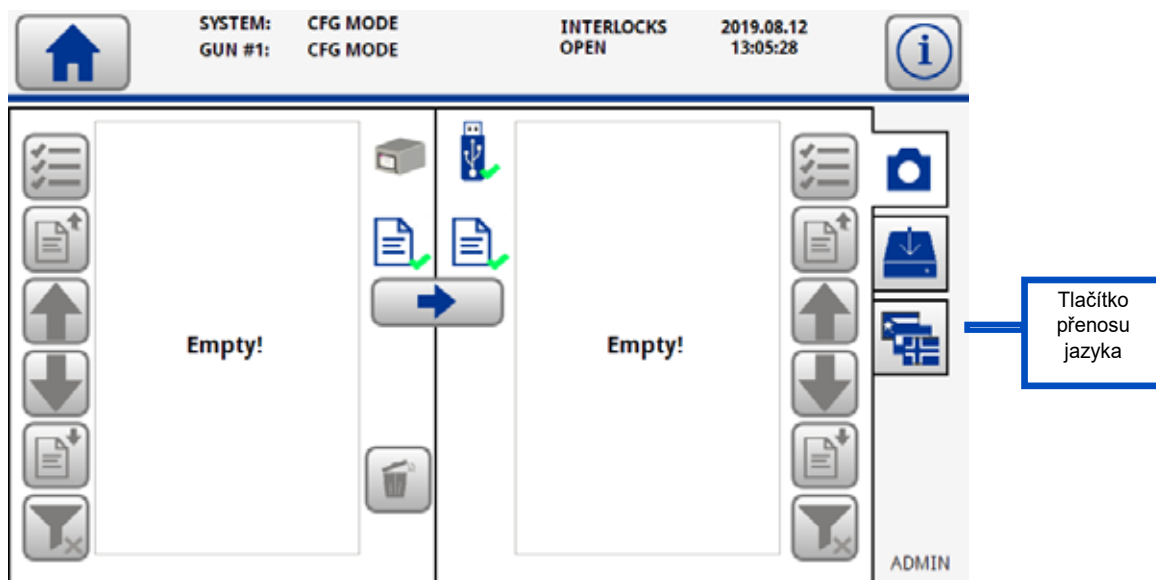 SYSTEM: CFG MODE
GUN #1: CFG MODE
INTERLOCKS
OPEN
2019.08.12
13:05:28
i
Empty!
Empty!
Tlačítko
přenosu
jazyka
ADMIN